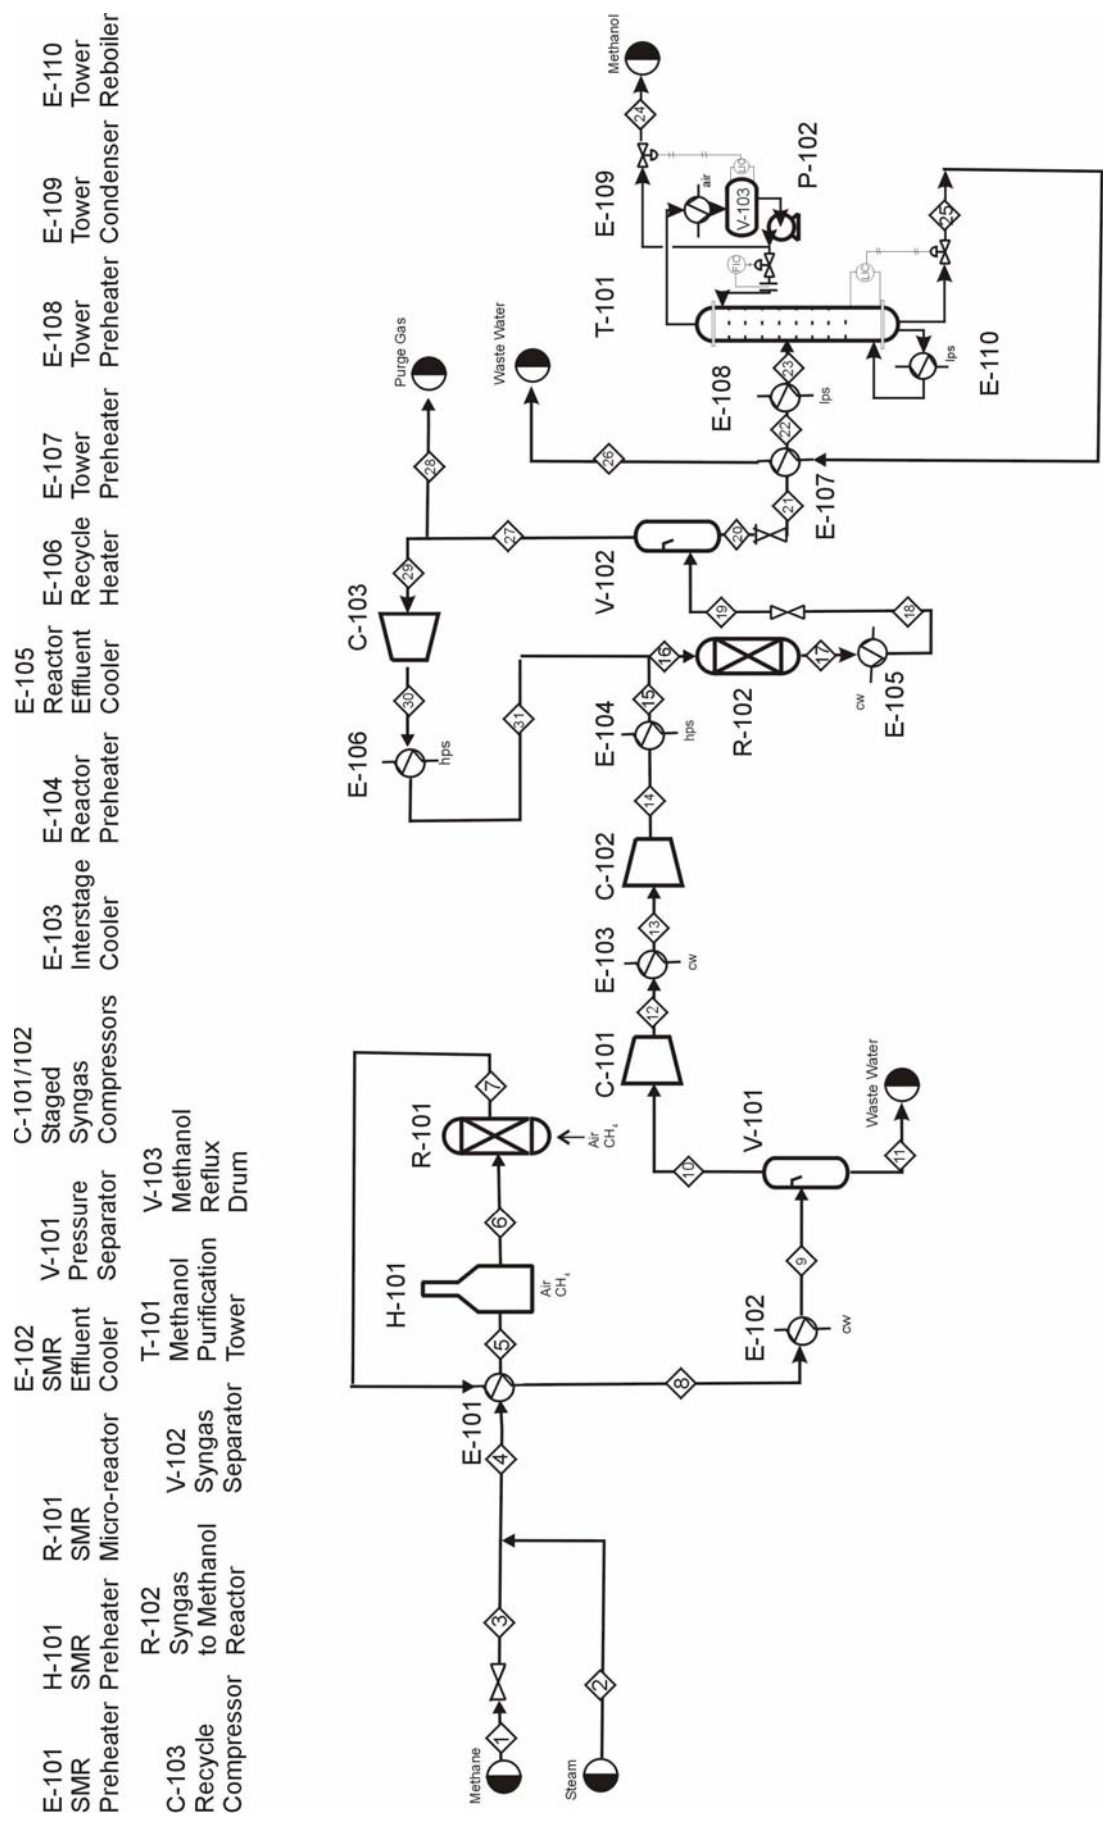 E-101
SMR
Preheater
H-101
SMR
Preheater
R-101
SMR
Micro-reactor
E-102
SMR
Effluent
Cooler
V-101
Pressure
Separator
C-101/102
Staged
Syngas
Compressors
E-103
Interstage
Cooler
E-104
Reactor
Preheater
E-105
Reactor
Effluent
Cooler
E-106
Recycle
Heater
E-107
Tower
Preheater
E-108
Tower
Preheater
E-109
Tower
Condenser
E-110
Tower
Reboiler
C-103
Recycle
Compressor
R-102
Syngas
to Methanol
Reactor
V-102
Syngas
Separator
T-101
Methanol
Purification
Tower
V-103
Methanol
Reflux
Drum
Methane
1
3
Steam
2
4
E-101
5
H-101
Air
CH₄
6
R-101
Air
CH₄
7
8
E-102
cw
9
V-101
10
11
Waste Water
C-101
12
E-103
cw
13
C-102
14
E-104
hps
15
16
R-102
17
E-105
cw
18
19
V-102
20
21
E-107
22
E-108
lps
23
T-101
E-109
air
V-103
LIC
P-102
FIC
24
Methanol
LIC
25
E-110
lps
26
Waste Water
27
28
Purge Gas
29
C-103
30
E-106
hps
31